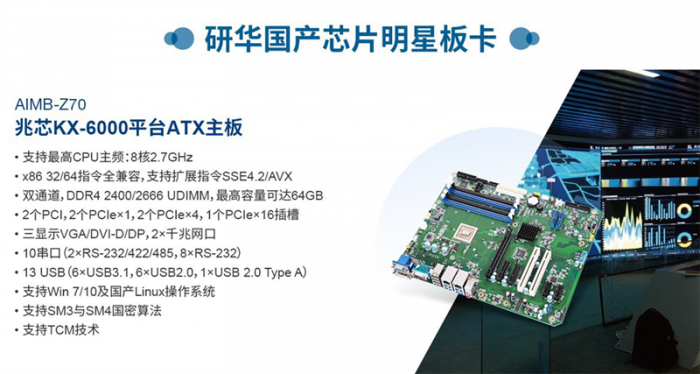 研华国产芯片明星板卡
AIMB-Z70
兆芯KX-6000平台ATX主板
• 支持最高CPU主频:8核2.7GHz
• x86 32/64指令全兼容,支持扩展指令SSE4.2/AVX
• 双通道,DDR4 2400/2666 UDIMM,最高容量可达64GB
• 2个PCI,2个PCIe×1,2个PCIe×4,1个PCIe×16插槽
• 三显示VGA/DVI-D/DP,2×千兆网口
• 10串口(2×RS-232/422/485,8×RS-232)
• 13 USB(6×USB3.1,6×USB2.0,1×USB 2.0 Type A)
• 支持Win 7/10及国产Linux操作系统
• 支持SM3与SM4国密算法
• 支持TCM技术